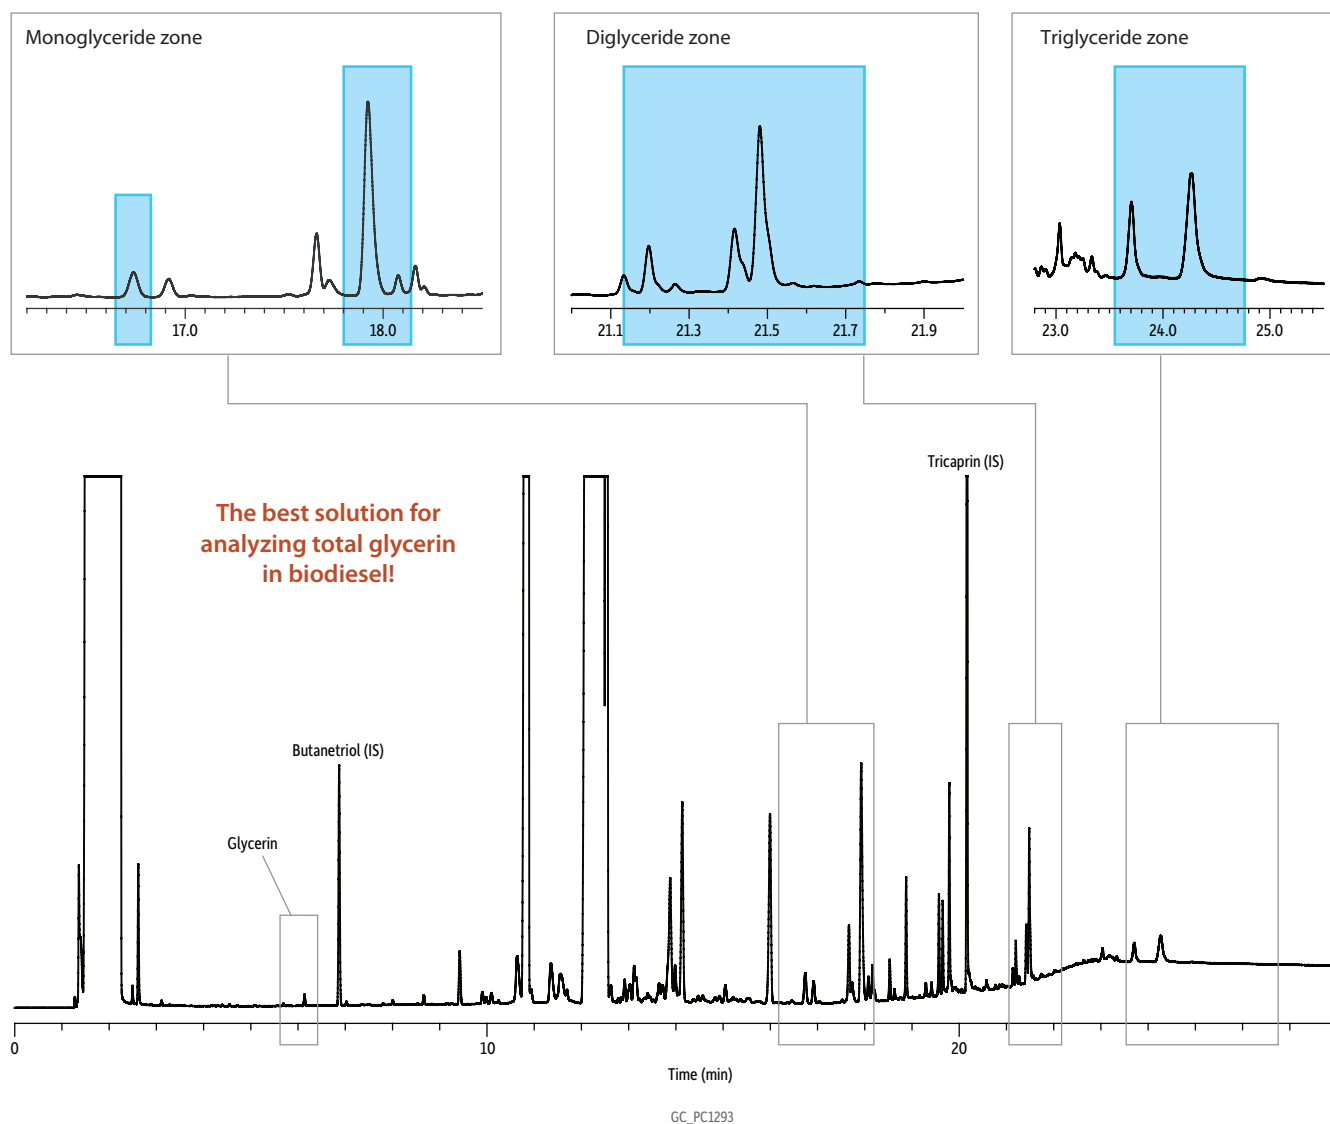 Monoglyceride zone
Diglyceride zone
Triglyceride zone
17.0
18.0
21.1
21.3
21.5
21.7
21.9
23.0
24.0
25.0
Tricaprin (IS)
The best solution for
analyzing total glycerin
in biodiesel!
Butanetriol (IS)
Glycerin
0
10
20
Time (min)
GC_PC1293